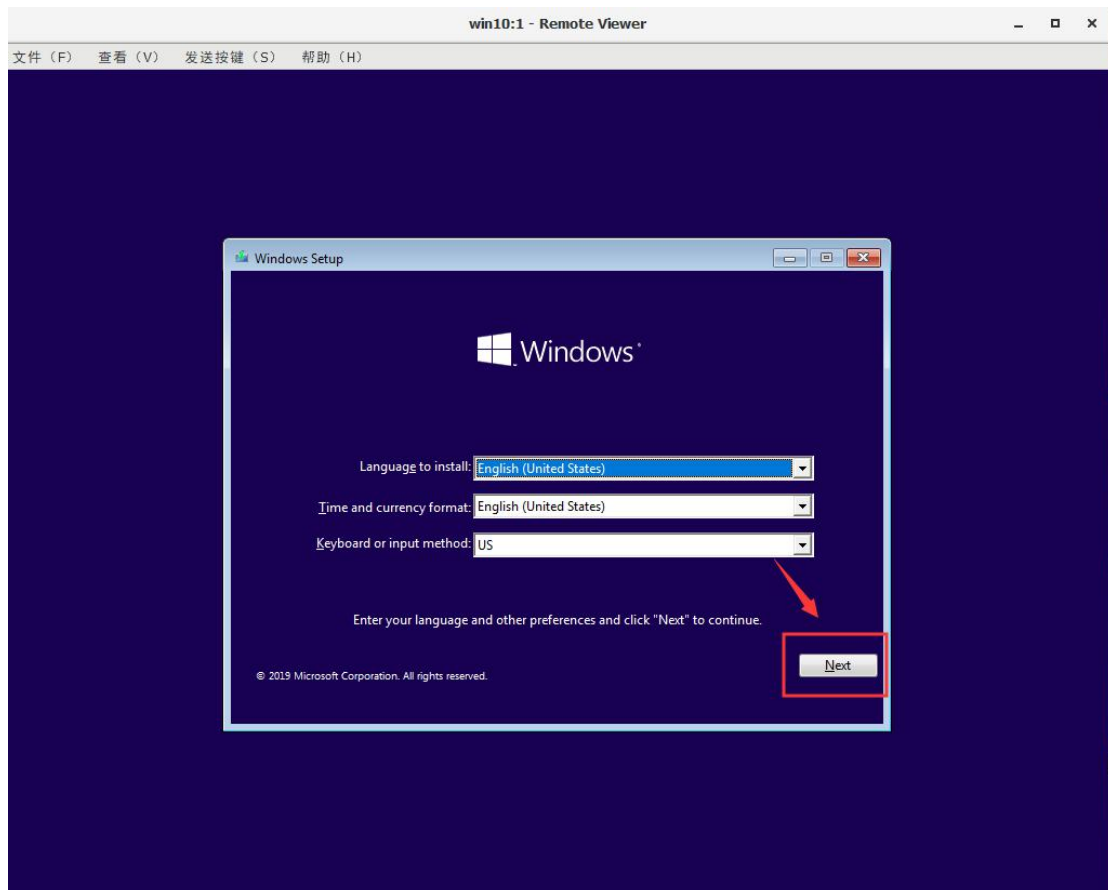 win10:1 - Remote Viewer
文件（F） 查看（V） 发送按键（S） 帮助（H）
Windows Setup
Windows
Language to install: English (United States)
Time and currency format: English (United States)
Keyboard or input method: US
Enter your language and other preferences and click "Next" to continue.
Next
© 2019 Microsoft Corporation. All rights reserved.